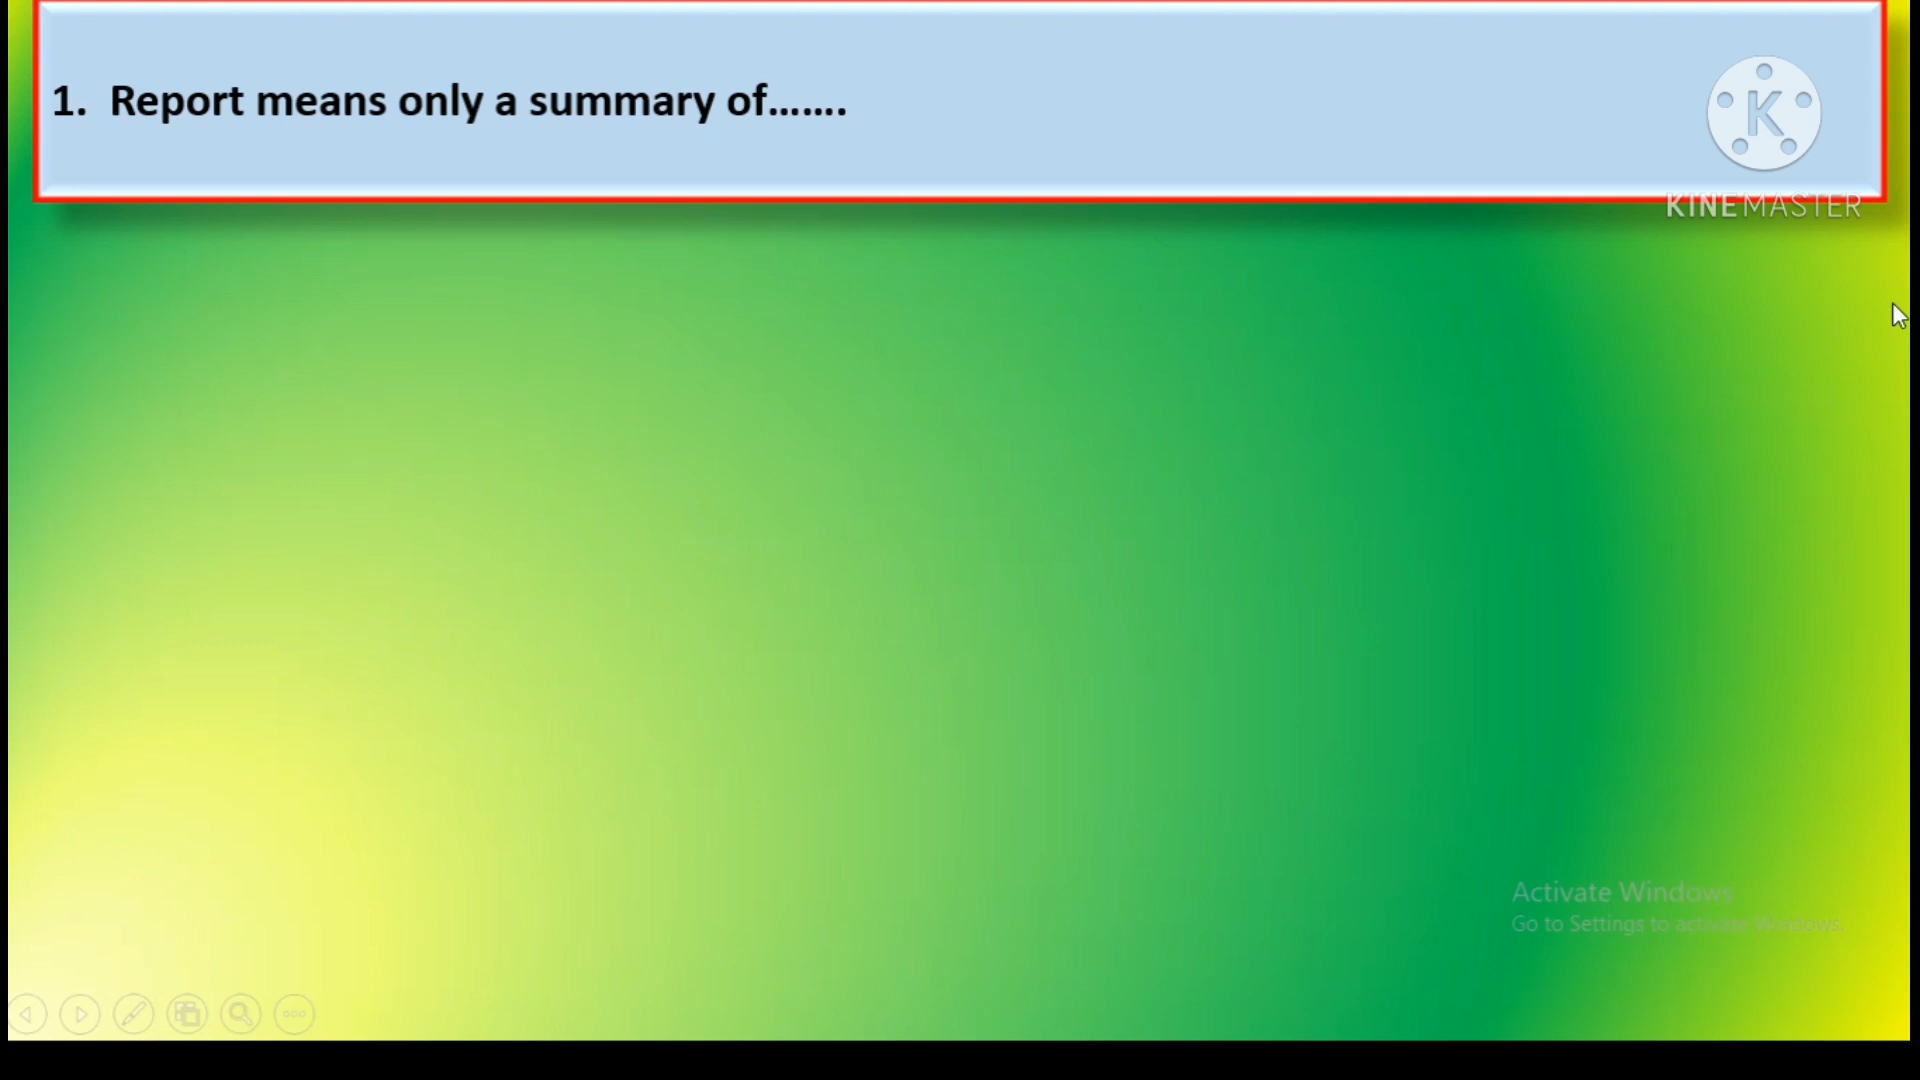 1. Report means only a summary of.......
K
KINEMASTER
Activate Windows
Go to Settings to activate Windows.